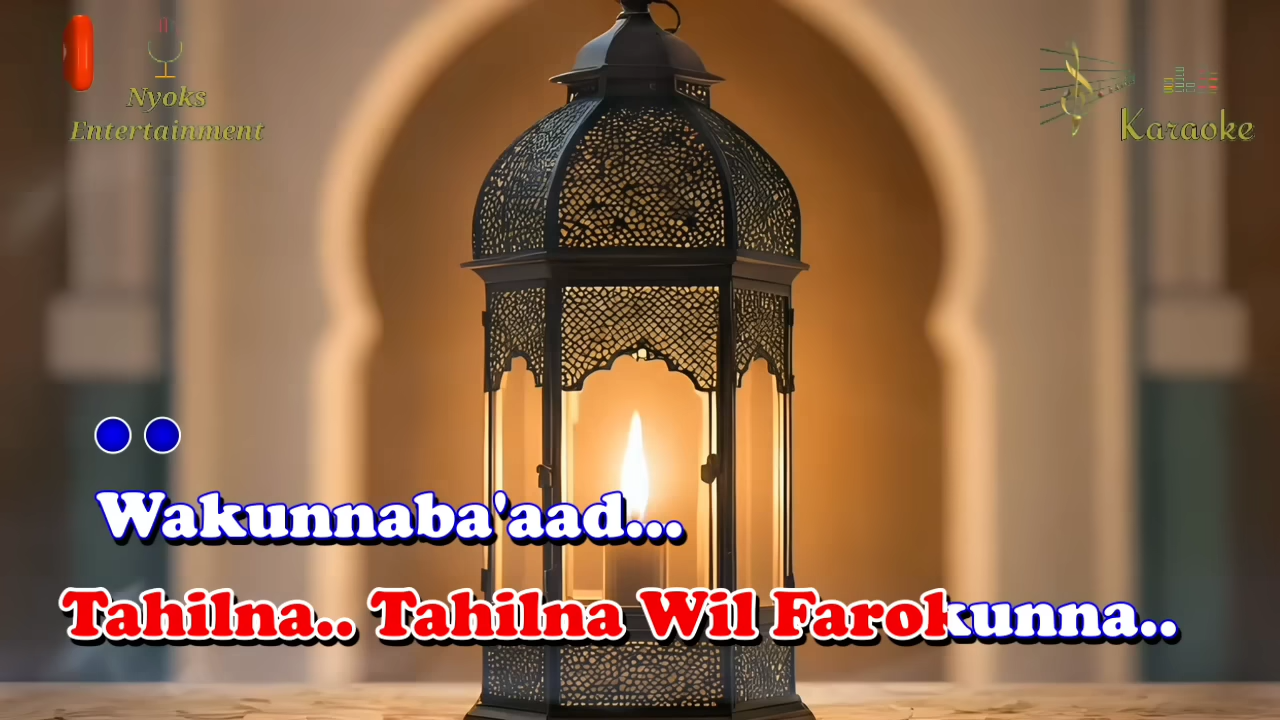 Nyoks
Entertainment
Karaoke
Wakunnaba'aad...
Tahilna.. Tahilna Wil Farokunna..